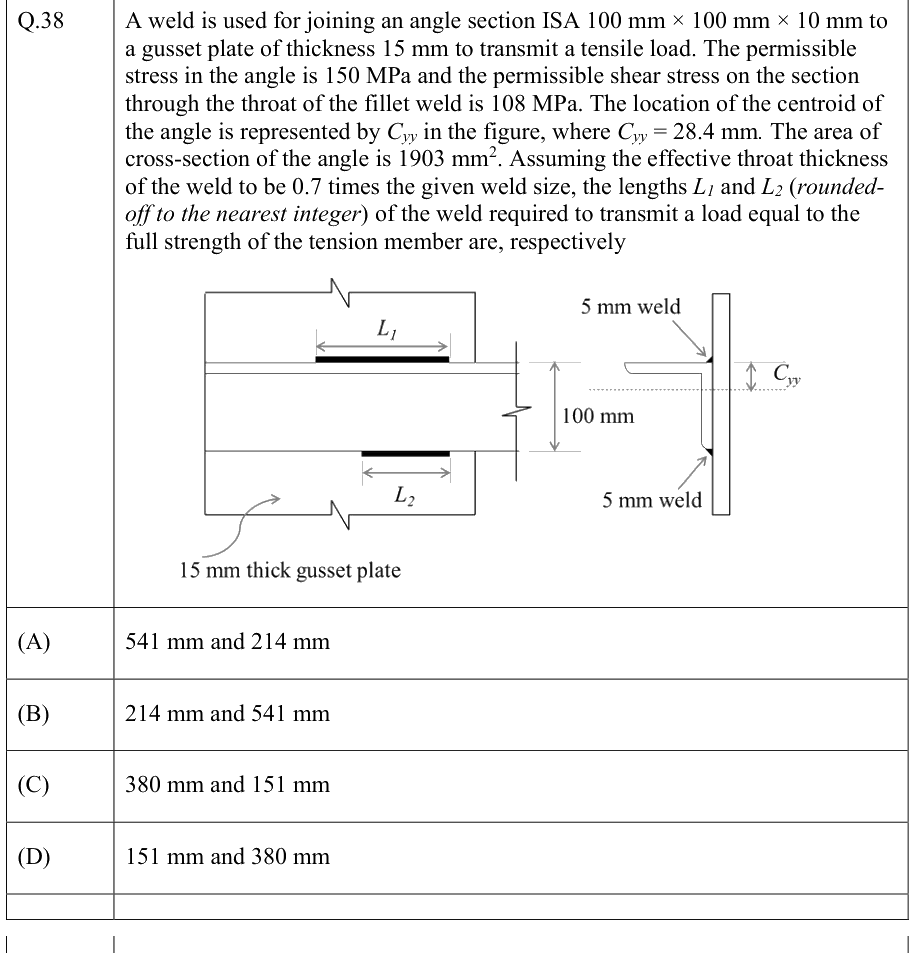 Q.38
A weld is used for joining an angle section ISA 100 mm × 100 mm × 10 mm to
a gusset plate of thickness 15 mm to transmit a tensile load. The permissible
stress in the angle is 150 MPa and the permissible shear stress on the section
through the throat of the fillet weld is 108 MPa. The location of the centroid of
the angle is represented by Cyy in the figure, where Cyy = 28.4 mm. The area of
cross-section of the angle is 1903 mm². Assuming the effective throat thickness
of the weld to be 0.7 times the given weld size, the lengths L1 and L2 (rounded-
off to the nearest integer) of the weld required to transmit a load equal to the
full strength of the tension member are, respectively
5 mm weld
L1
Cyy
100 mm
L2
5 mm weld
15 mm thick gusset plate
(A) 541 mm and 214 mm
(B) 214 mm and 541 mm
(C) 380 mm and 151 mm
(D) 151 mm and 380 mm